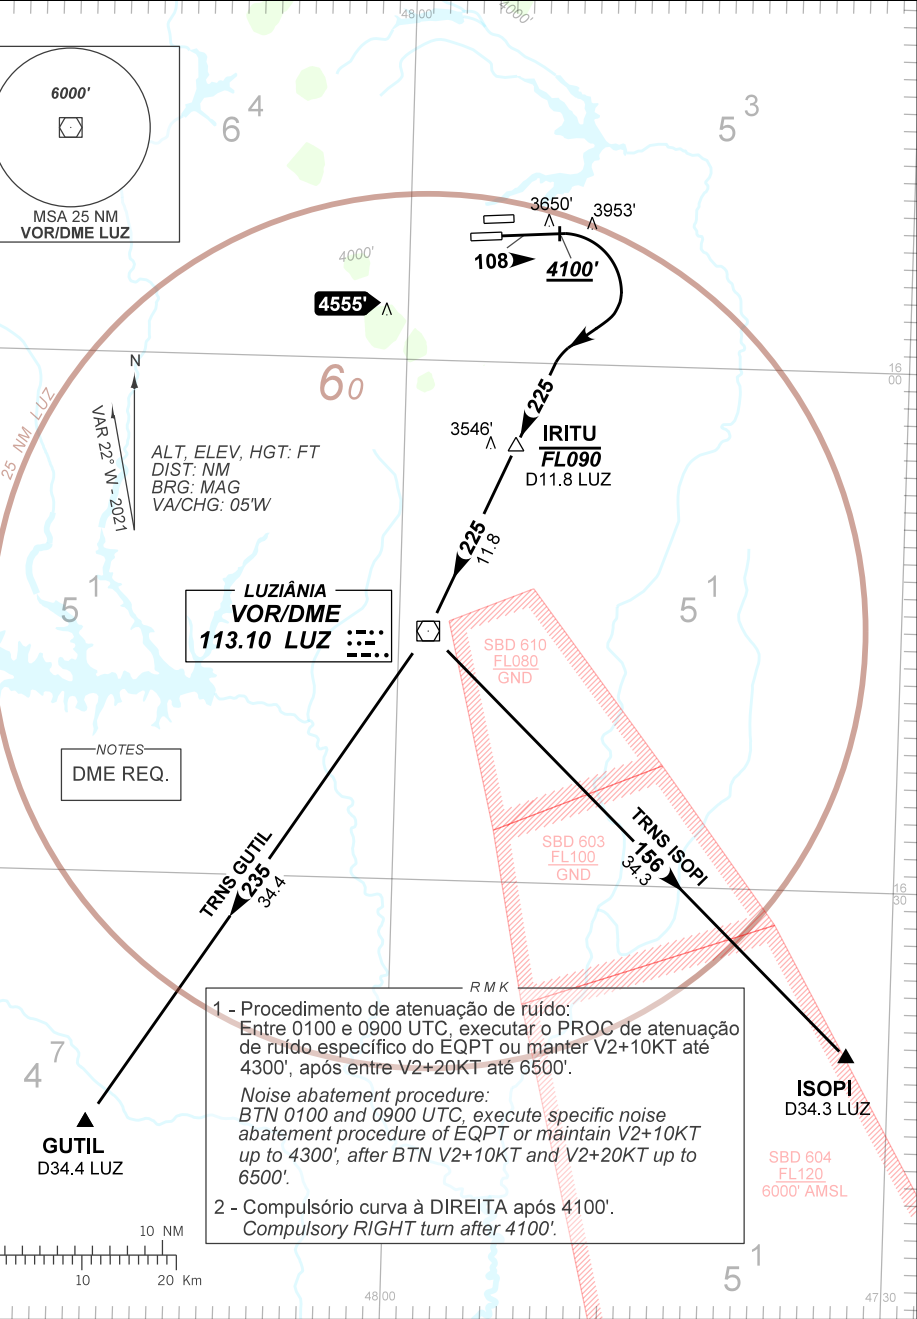 48 00'
4000'
6000'
MSA 25 NM
VOR/DME LUZ
6 4
5 3
3650'
3953'
108
4100'
4000'
4555'
16
00
60
25 NM LUZ
N
VAR 22° W - 2021
ALT, ELEV, HGT: FT
DIST: NM
BRG: MAG
VA/CHG: 05'W
225
3546'
IRITU
FL090
D11.8 LUZ
225
11.8
5 1
LUZIÂNIA
VOR/DME
113.10 LUZ
5 1
SBD 610
FL080
GND
NOTES
DME REQ.
SBD 603
FL100
GND
TRNS GUTIL
235
34.4
TRNS ISOPI
156
34.3
16
30
RMK
1 - Procedimento de atenuação de ruído:
Entre 0100 e 0900 UTC, executar o PROC de atenuação
de ruído específico do EQPT ou manter V2+10KT até
4300', após entre V2+20KT até 6500'.
Noise abatement procedure:
BTN 0100 and 0900 UTC, execute specific noise
abatement procedure of EQPT or maintain V2+10KT
up to 4300', after BTN V2+10KT and V2+20KT up to
6500'.
2 - Compulsório curva à DIREITA após 4100'.
Compulsory RIGHT turn after 4100'.
4 7
GUTIL
D34.4 LUZ
ISOPI
D34.3 LUZ
SBD 604
FL120
6000' AMSL
10 NM
10 20 Km
5 1
48 00
47 30